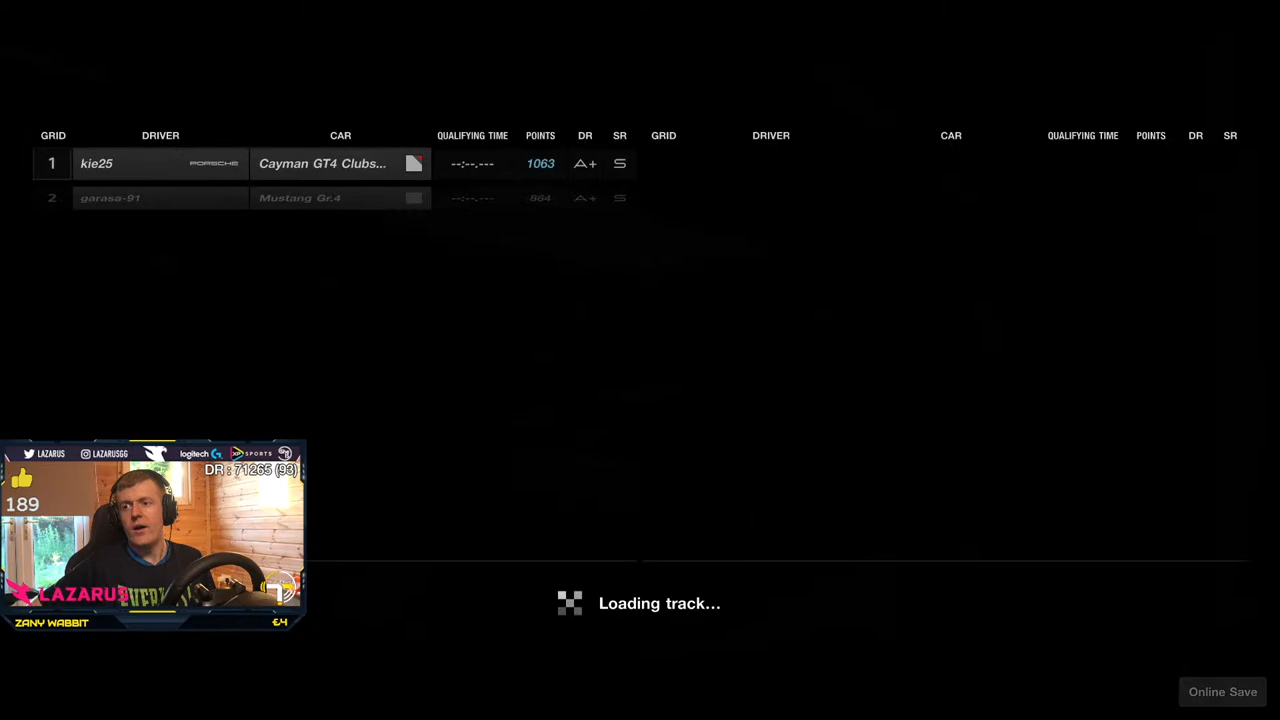 GRID DRIVER CAR QUALIFYING TIME POINTS DR SR GRID DRIVER CAR QUALIFYING TIME POINTS DR SR
1 kie25 PORSCHE Cayman GT4 Clubs... --:--.--- 1063 A+ S
2 garasa-91 Mustang Gr.4 --:--.--- 864 A+ S
LAZARUS LAZARUSGG logitech G XP SPORTS
DR : 71265 (93)
189
LAZARUS
ZANY WABBIT £4
Loading track...
Online Save